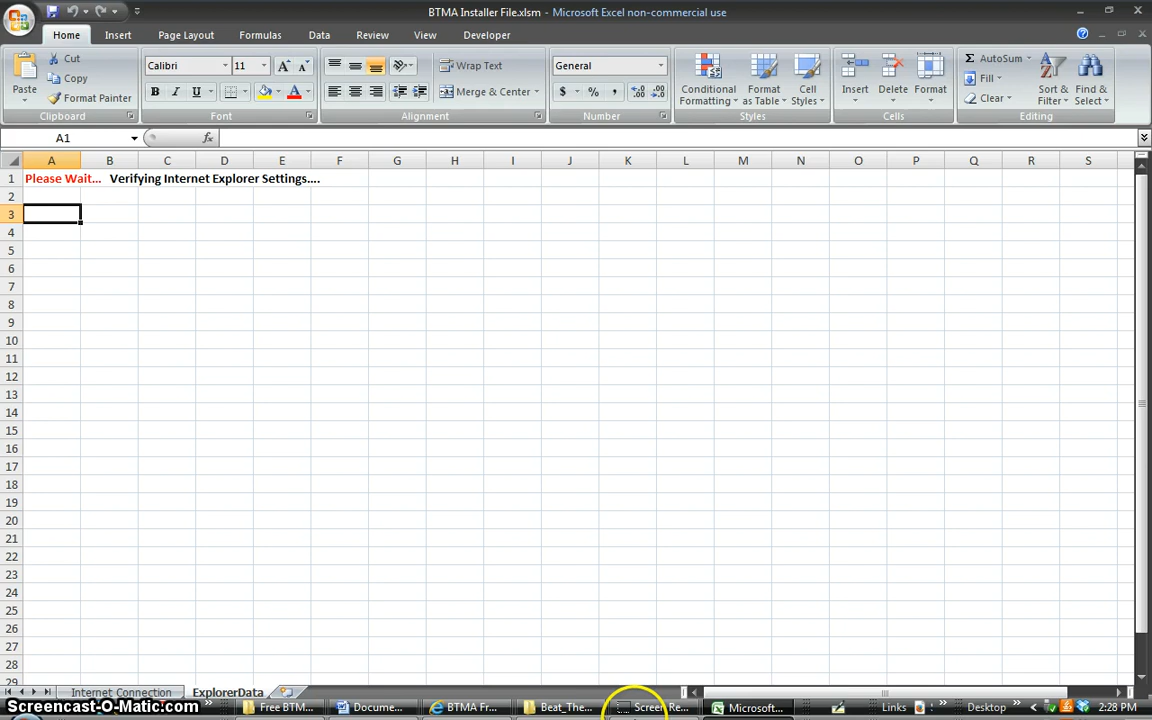 BTMA Installer File.xlsm - Microsoft Excel non-commercial use
Home Insert Page Layout Formulas Data Review View Developer
Paste Cut Copy Format Painter Clipboard
Calibri 11 A A B I U A Font
Wrap Text Merge & Center Alignment
General $ % , Number
Conditional Formatting Format as Table Cell Styles Styles
Insert Delete Format Cells
Σ AutoSum Fill Clear Sort & Filter Find & Select Editing
A1 fx
A B C D E F G H I J K L M N O P Q R S
1 Please Wait... Verifying Internet Explorer Settings....
2
3
4
5
6
7
8
9
10
11
12
13
14
15
16
17
18
19
20
21
22
23
24
25
26
27
28
29
Internet Connection ExplorerData
Screencast-O-Matic.com Free BTM... Docume... BTMA Fr... Beat_The... Screen Re... Microsoft... Links Desktop 2:28 PM